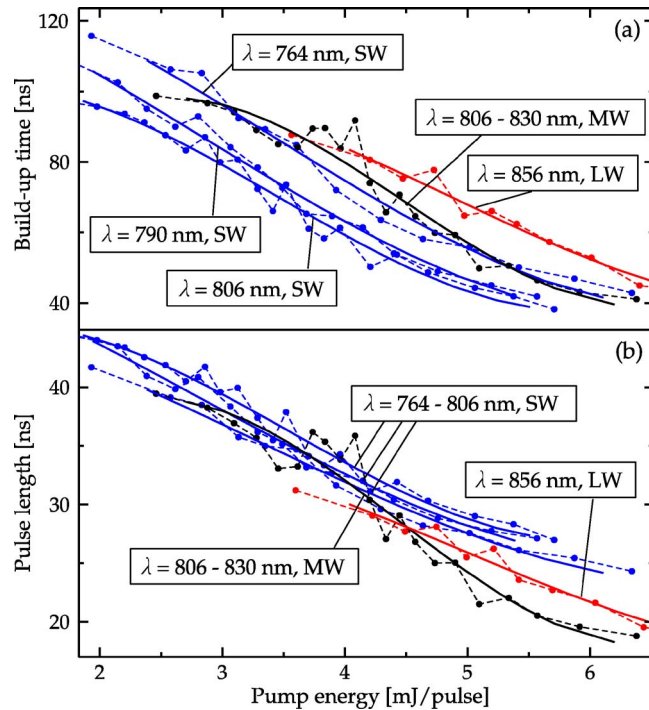 120
(a)
λ = 764 nm, SW
100
Build-up time [ns]
λ = 806 - 830 nm, MW
80
λ = 856 nm, LW
λ = 790 nm, SW
60
λ = 806 nm, SW
40
(b)
40
λ = 764 - 806 nm, SW
Pulse length [ns]
λ = 856 nm, LW
30
λ = 806 - 830 nm, MW
20
2 3 4 5 6
Pump energy [mJ/pulse]